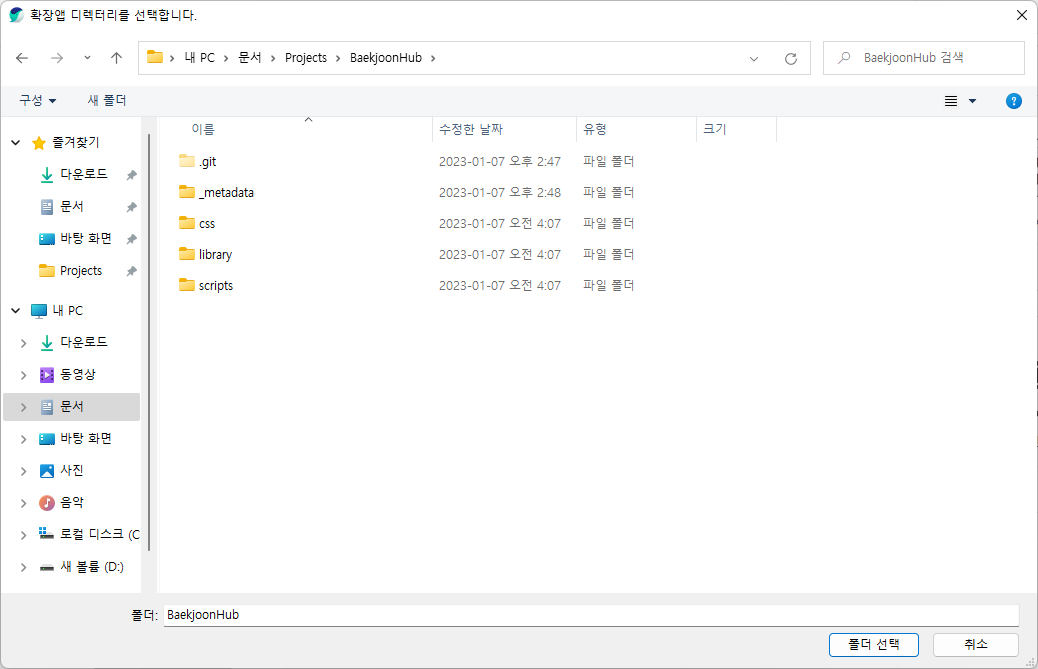 확장앱 디렉터리를 선택합니다.
내 PC > 문서 > Projects > BaekjoonHub >
BaekjoonHub 검색
구성 새 폴더
이름 수정한 날짜 유형 크기
.git 2023-01-07 오후 2:47 파일 폴더
_metadata 2023-01-07 오후 2:48 파일 폴더
css 2023-01-07 오전 4:07 파일 폴더
library 2023-01-07 오전 4:07 파일 폴더
scripts 2023-01-07 오전 4:07 파일 폴더
즐겨찾기
다운로드
문서
바탕 화면
Projects
내 PC
다운로드
동영상
문서
바탕 화면
사진
음악
로컬 디스크 (C
새 볼륨 (D:)
폴더: BaekjoonHub
폴더 선택 취소